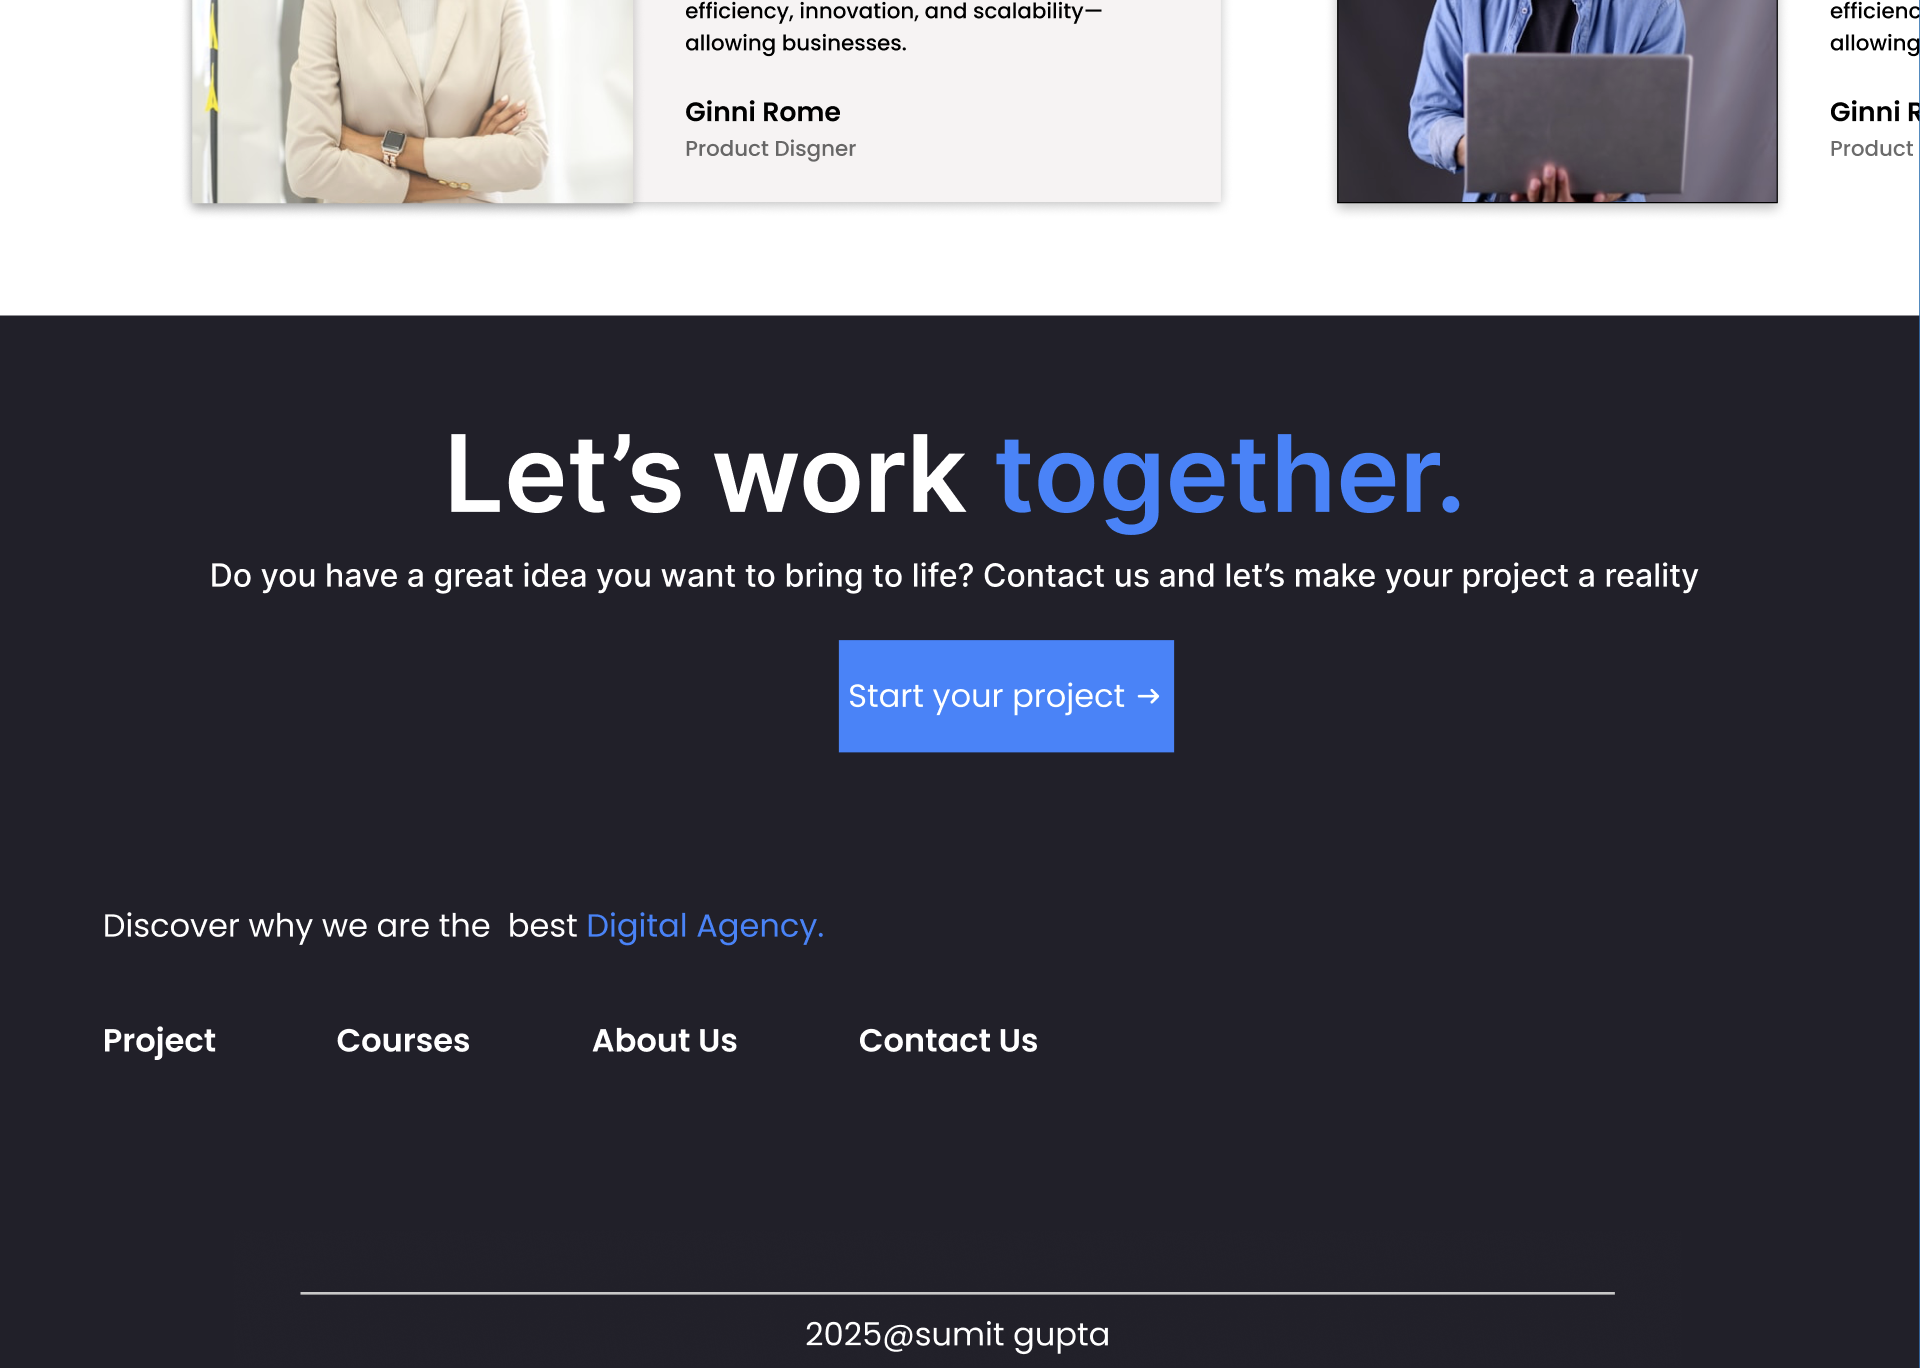 efficiency, innovation, and scalability—
allowing businesses.
Ginni Rome
Product Disgner
efficienc
allowing
Ginni R
Product
Let’s work together.
Do you have a great idea you want to bring to life? Contact us and let’s make your project a reality
Start your project →
Discover why we are the  best Digital Agency.
Project
Courses
About Us
Contact Us
2025@sumit gupta